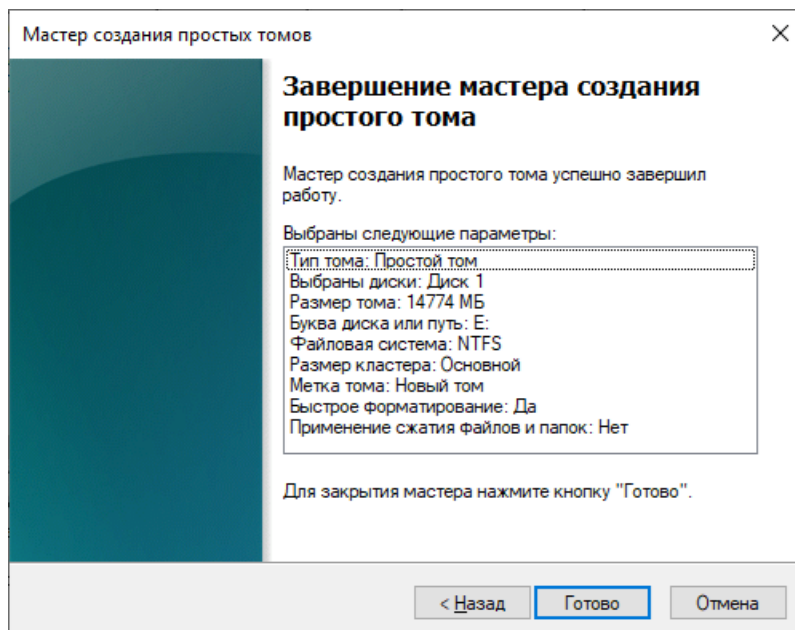 Мастер создания простых томов
Завершение мастера создания
простого тома
Мастер создания простого тома успешно завершил
работу.
Выбраны следующие параметры:
Тип тома: Простой том
Выбраны диски: Диск 1
Размер тома: 14774 МБ
Буква диска или путь: E:
Файловая система: NTFS
Размер кластера: Основной
Метка тома: Новый том
Быстрое форматирование: Да
Применение сжатия файлов и папок: Нет
Для закрытия мастера нажмите кнопку "Готово".
< Назад Готово Отмена